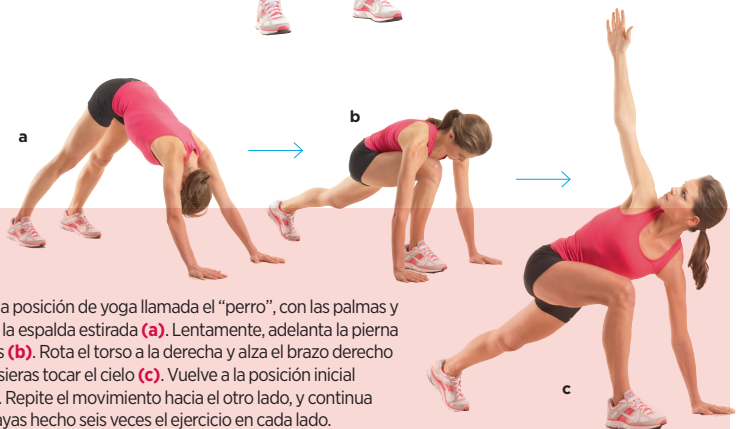 a
b
c
a posición de yoga llamada el “perro”, con las palmas y
la espalda estirada (a). Lentamente, adelanta la pierna
s (b). Rota el torso a la derecha y alza el brazo derecho
sieras tocar el cielo (c). Vuelve a la posición inicial
. Repite el movimiento hacia el otro lado, y continua
ayas hecho seis veces el ejercicio en cada lado.